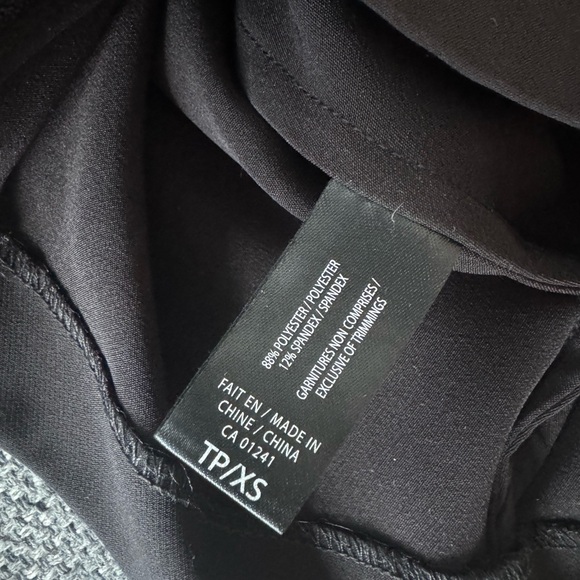 88% POLYESTER / POLYESTER
12% SPANDEX / SPANDEX
GARNITURES NON COMPRISES /
EXCLUSIVE OF TRIMMINGS
FAIT EN / MADE IN
CHINE / CHINA
CA 01241
TP/XS